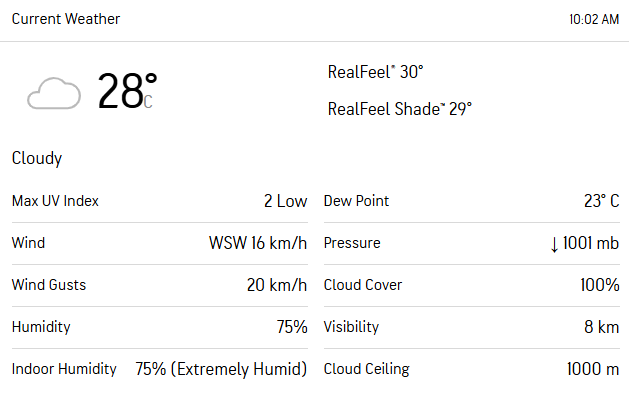 Current Weather 10:02 AM
28°C
RealFeel® 30°
RealFeel Shade™ 29°
Cloudy
Max UV Index 2 Low Dew Point 23° C
Wind WSW 16 km/h Pressure ↓ 1001 mb
Wind Gusts 20 km/h Cloud Cover 100%
Humidity 75% Visibility 8 km
Indoor Humidity 75% (Extremely Humid) Cloud Ceiling 1000 m